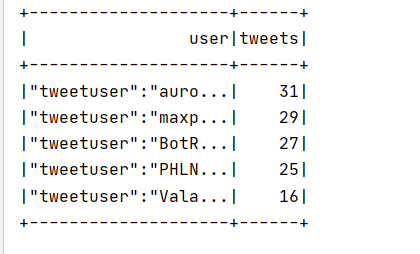 +--------------------+------+
|                user|tweets|
+--------------------+------+
|"tweetuser":"auro...|    31|
|"tweetuser":"maxp...|    29|
|"tweetuser":"BotR...|    27|
|"tweetuser":"PHLN...|    25|
|"tweetuser":"Vala...|    16|
+--------------------+------+